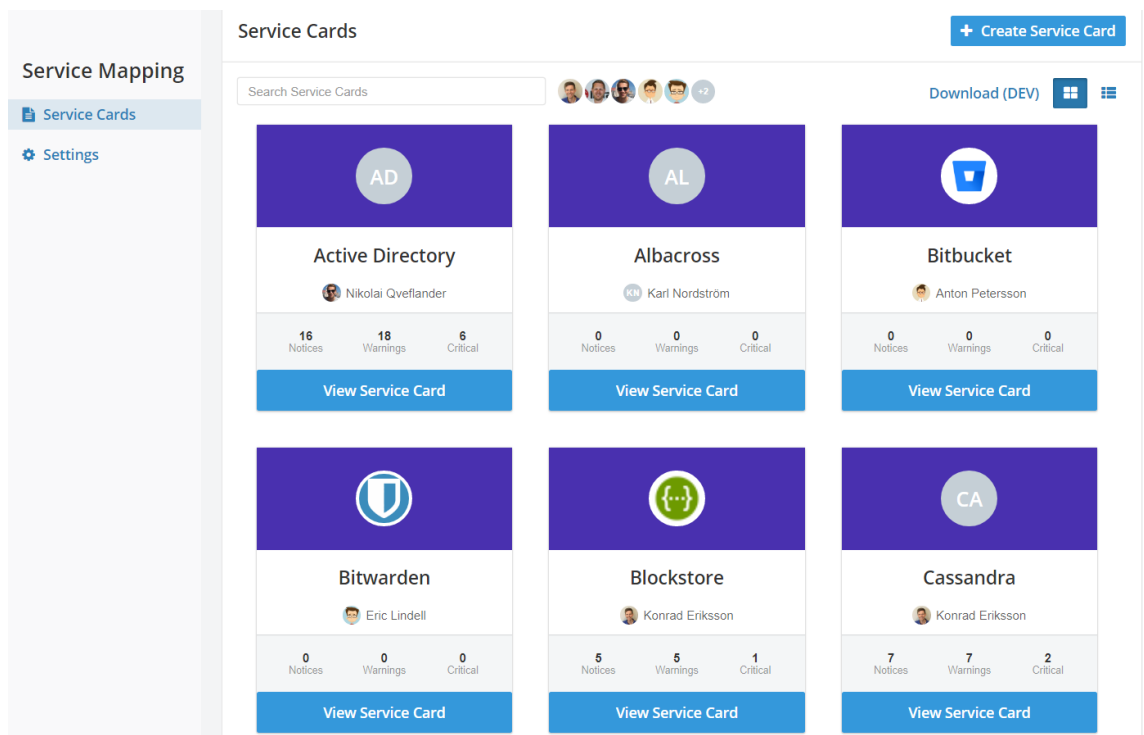 Service Mapping
Service Cards
Settings
Service Cards
+ Create Service Card
Search Service Cards
+2
Download (DEV)
AD
Active Directory
Nikolai Qveflander
16 18 6
Notices Warnings Critical
View Service Card
AL
Albacross
KN Karl Nordström
0 0 0
Notices Warnings Critical
View Service Card
Bitbucket
Anton Petersson
0 0 0
Notices Warnings Critical
View Service Card
Bitwarden
Eric Lindell
0 0 0
Notices Warnings Critical
View Service Card
{...}
Blockstore
Konrad Eriksson
5 5 1
Notices Warnings Critical
View Service Card
CA
Cassandra
Konrad Eriksson
7 7 2
Notices Warnings Critical
View Service Card